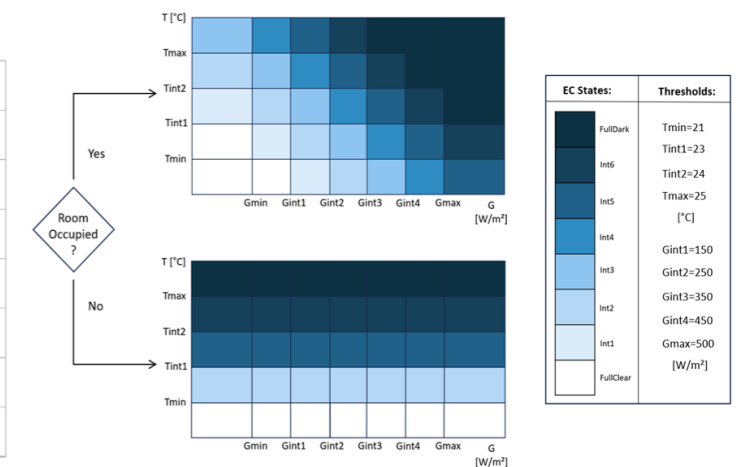 T [°C]
Tmax
Tint2
Tint1
Tmin
Gmin Gint1 Gint2 Gint3 Gint4 Gmax G
[W/m²]
Yes
Room
Occupied
?
No
T [°C]
Tmax
Tint2
Tint1
Tmin
Gmin Gint1 Gint2 Gint3 Gint4 Gmax G
[W/m²]
EC States:
FullDark
Int6
Int5
Int4
Int3
Int2
Int1
FullClear
Thresholds:
Tmin=21
Tint1=23
Tint2=24
Tmax=25
[°C]
Gint1=150
Gint2=250
Gint3=350
Gint4=450
Gmax=500
[W/m²]